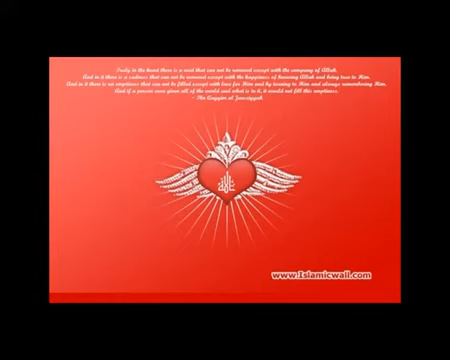 Truly in the heart there is a void that can not be removed except with the company of Allah.
And in it there is a sadness that can not be removed except with the happiness of knowing Allah and being true to Him.
And in it there is an emptiness that can not be filled except with love for Him and by turning to Him and always remembering Him.
And if a person were given all of the world and what is in it, it would not fill this emptiness.
- Ibn Qayyim al Jawziyyah
الله
www.Islamicwall.com